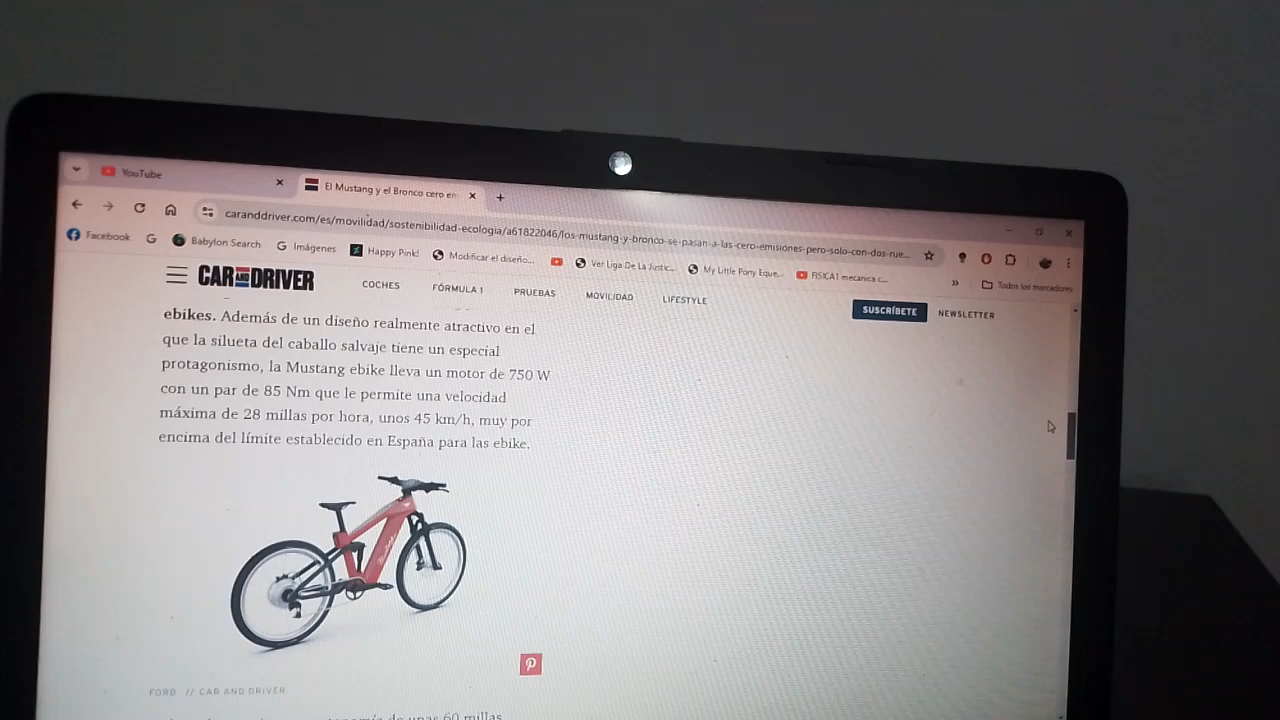 YouTube
El Mustang y el Bronco cero em
caranddriver.com/es/movilidad/sostenibilidad-ecologia/a61822046/los-mustang-y-bronco-se-pasan-a-las-cero-emisiones-pero-solo-con-dos-rue...
Facebook
Babylon Search
Imágenes
Happy Pink!
Modificar el diseño...
Ver Liga De La Justic...
My Little Pony Eque...
FISICA1 mecanica c...
»
Todos los marcadores
CAR AND DRIVER
COCHES
FÓRMULA 1
PRUEBAS
MOVILIDAD
LIFESTYLE
SUSCRÍBETE
NEWSLETTER
ebikes. Además de un diseño realmente atractivo en el
que la silueta del caballo salvaje tiene un especial
protagonismo, la Mustang ebike lleva un motor de 750 W
con un par de 85 Nm que le permite una velocidad
máxima de 28 millas por hora, unos 45 km/h, muy por
encima del límite establecido en España para las ebike.
FORD // CAR AND DRIVER
de unas 60 millas